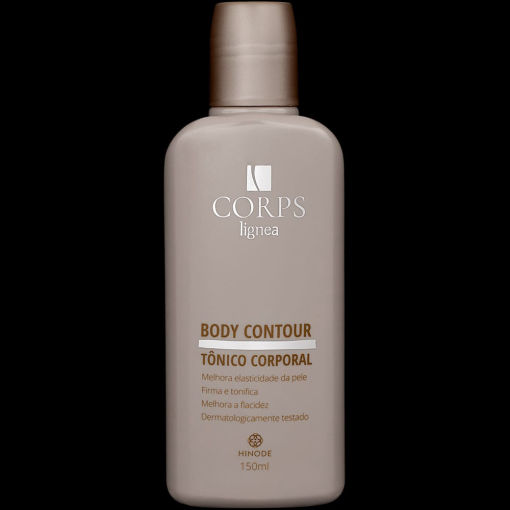 CORPS
lignea
BODY CONTOUR
TÔNICO CORPORAL
Melhora elasticidade da pele
Firma e tonifica
Melhora a flacidez
Dermatologicamente testado
HINODE
150ml